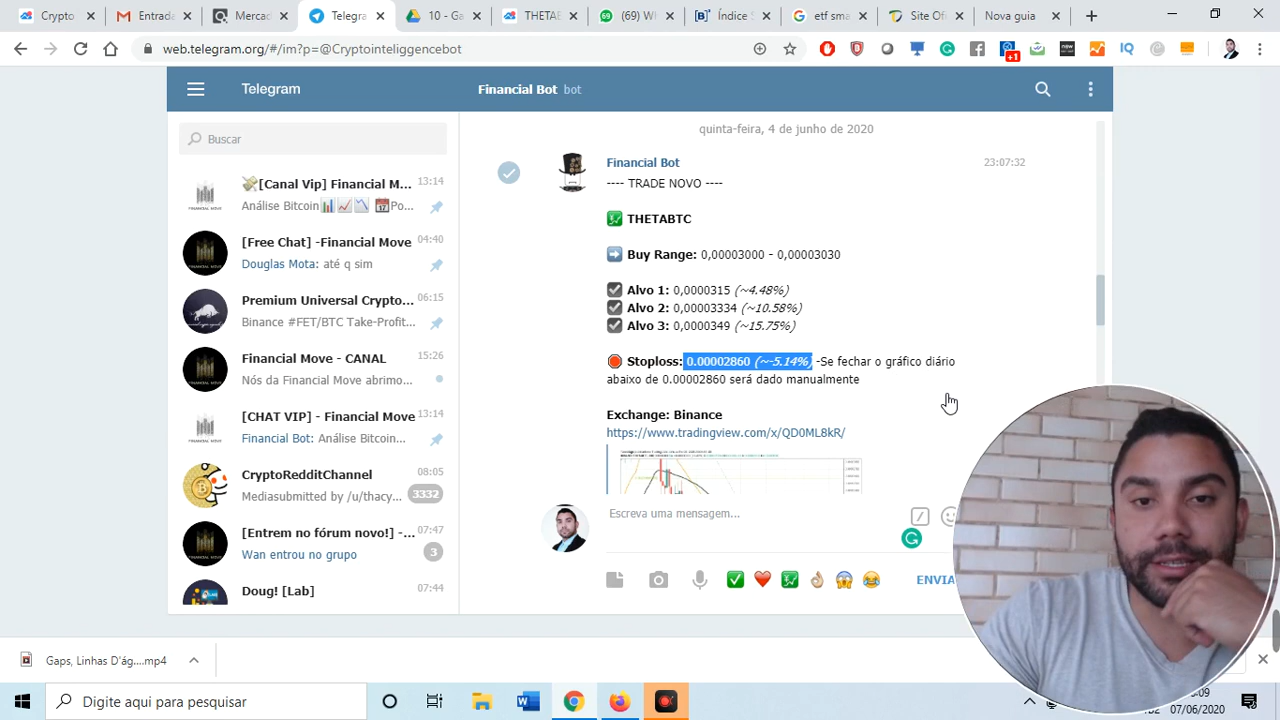 Crypto
Entrada
Mercad
Telegra
10 - Ga
THETAE
(69) W
Índice S
etf sma
Site Ofi
Nova guia
web.telegram.org/#/im?p=@Cryptointeliggencebot
+1
now
IQ
Telegram
Financial Bot bot
Buscar
[Canal Vip] Financial M... 13:14
Análise Bitcoin Po...
[Free Chat] -Financial Move 04:40
Douglas Mota: até q sim
Premium Universal Crypto... 06:15
Binance #FET/BTC Take-Profit...
Financial Move - CANAL 15:26
Nós da Financial Move abrimo...
[CHAT VIP] - Financial Move 13:14
Financial Bot: Análise Bitcoin...
CryptoRedditChannel 08:05
Mediasubmitted by /u/thacy... 3332
[Entrem no fórum novo!] -... 07:47
Wan entrou no grupo 3
Doug! [Lab] 07:44
quinta-feira, 4 de junho de 2020
Financial Bot 23:07:32
---- TRADE NOVO ----
THETABTC
Buy Range: 0,00003000 - 0,00003030
Alvo 1: 0,0000315 (~4.48%)
Alvo 2: 0,00003334 (~10.58%)
Alvo 3: 0,0000349 (~15.75%)
Stoploss: 0.00002860 (~-5.14%) -Se fechar o gráfico diário
abaixo de 0.00002860 será dado manualmente
Exchange: Binance
https://www.tradingview.com/x/QD0ML8kR/
Escreva uma mensagem...
ENVIA
Gaps, Linhas D'ág....mp4
Digite aqui para pesquisar
07/06/2020